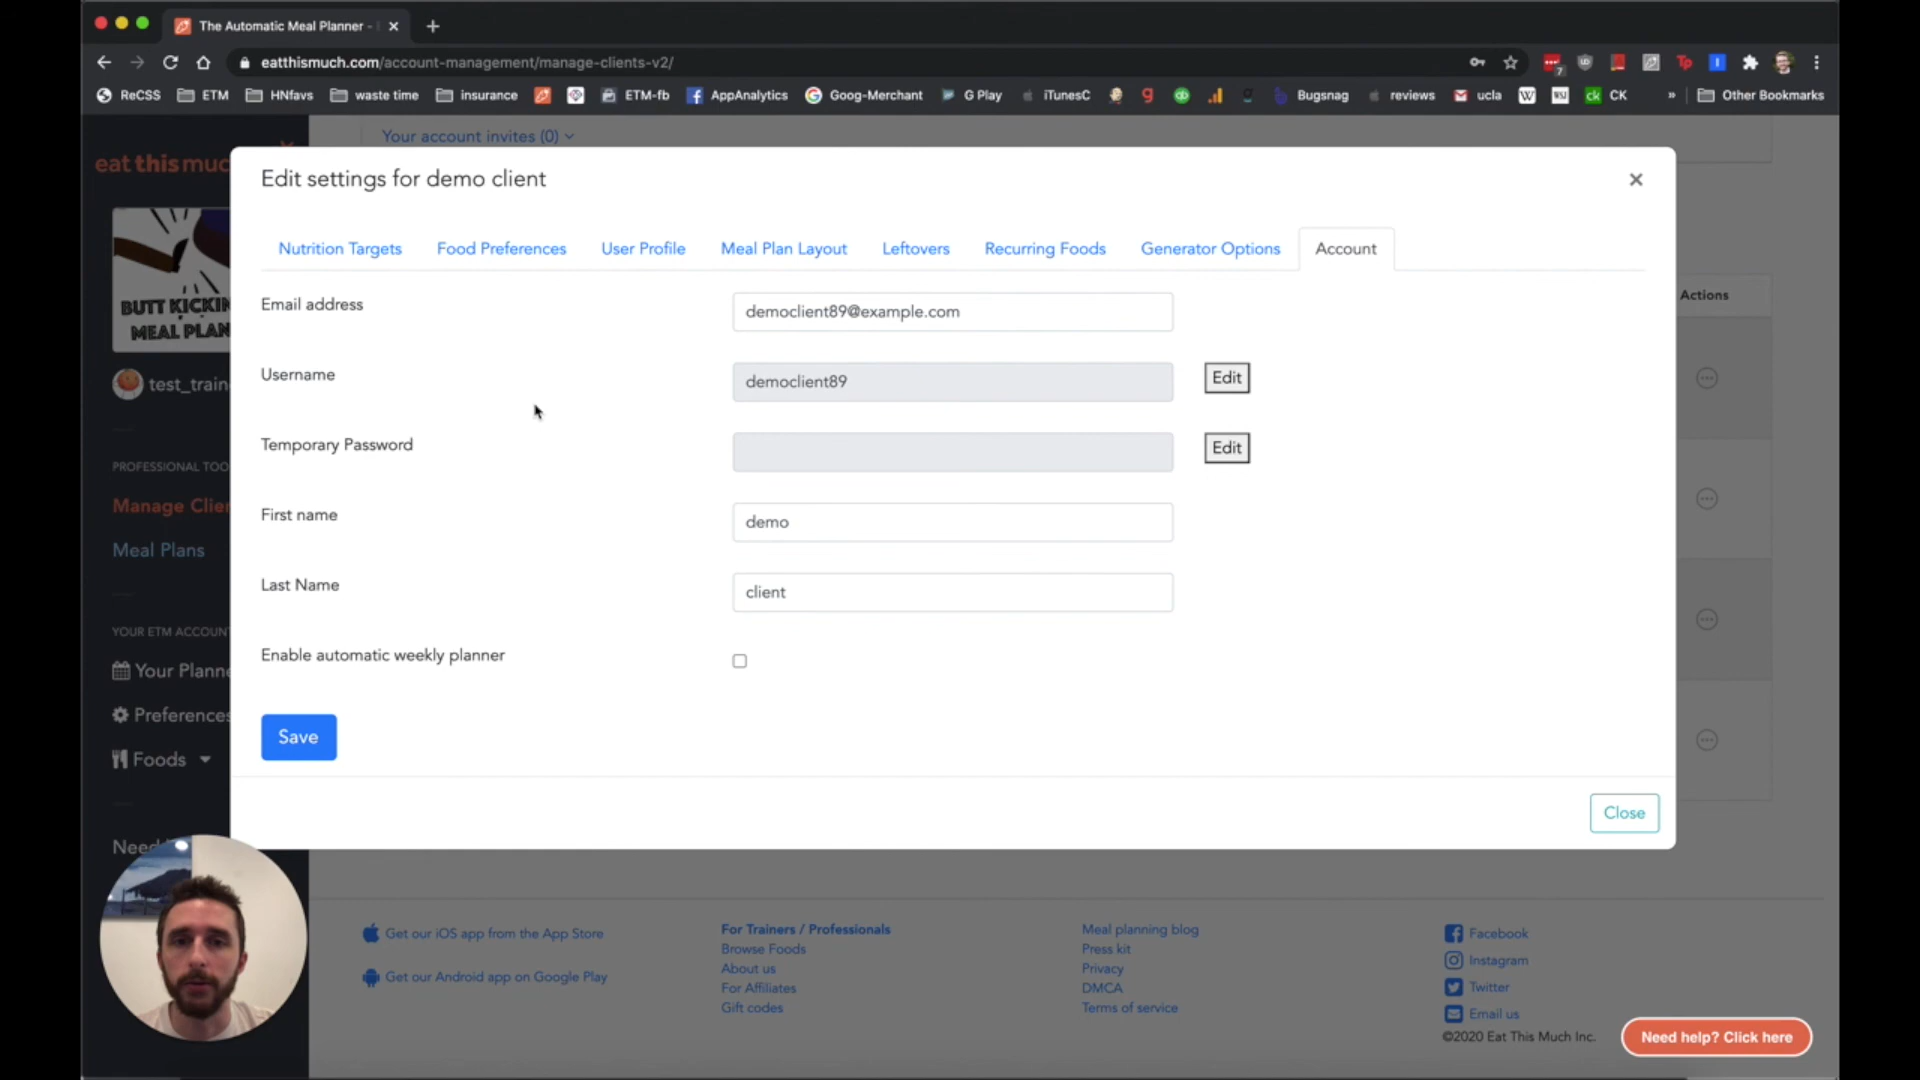 The Automatic Meal Planner -
eatthismuch.com/account-management/manage-clients-v2/
7
Tp
ReCSS
ETM
HNfavs
waste time
insurance
ETM-fb
AppAnalytics
Goog-Merchant
G Play
iTunesC
Bugsnag
reviews
ucla
W
WSJ
ck CK
»
Other Bookmarks
Your account invites (0)
eat this muc
Edit settings for demo client
Nutrition Targets
Food Preferences
User Profile
Meal Plan Layout
Leftovers
Recurring Foods
Generator Options
Account
Email address
democlient89@example.com
Actions
BUTT KICKIN
MEAL PLAN
Username
democlient89
Edit
test_train
Temporary Password
Edit
PROFESSIONAL TOO
Manage Clie
First name
demo
Meal Plans
Last Name
client
YOUR ETM ACCOUN
Enable automatic weekly planner
Your Planne
Preferences
Save
Foods
Close
Need
Get our iOS app from the App Store
Get our Android app on Google Play
For Trainers / Professionals
Browse Foods
About us
For Affiliates
Gift codes
Meal planning blog
Press kit
Privacy
DMCA
Terms of service
Facebook
Instagram
Twitter
Email us
©2020 Eat This Much Inc.
Need help? Click here